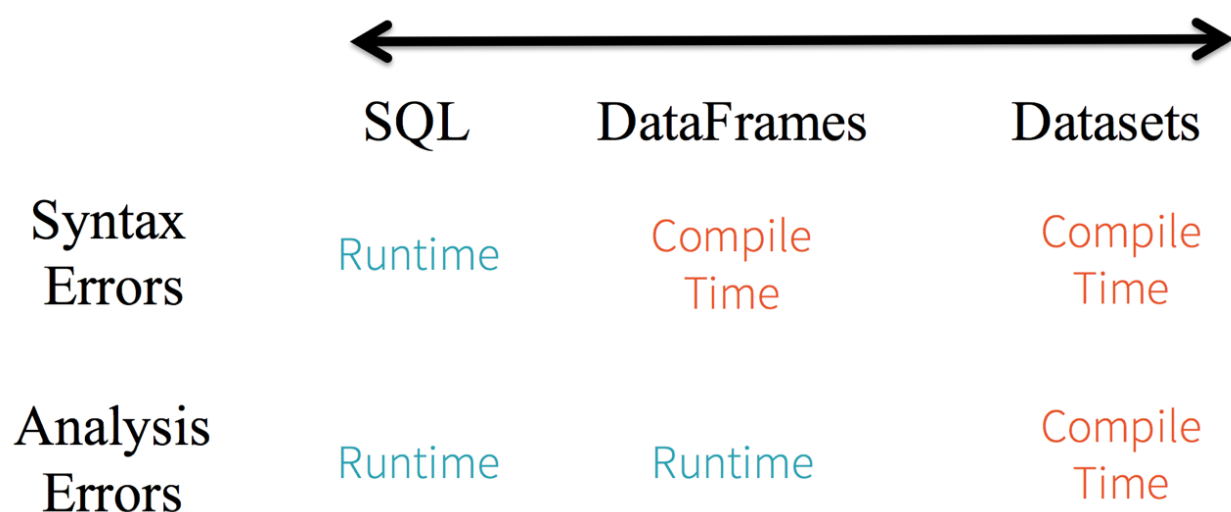 SQL DataFrames Datasets
Syntax
Errors
Runtime
Compile
Time
Compile
Time
Analysis
Errors
Runtime
Runtime
Compile
Time